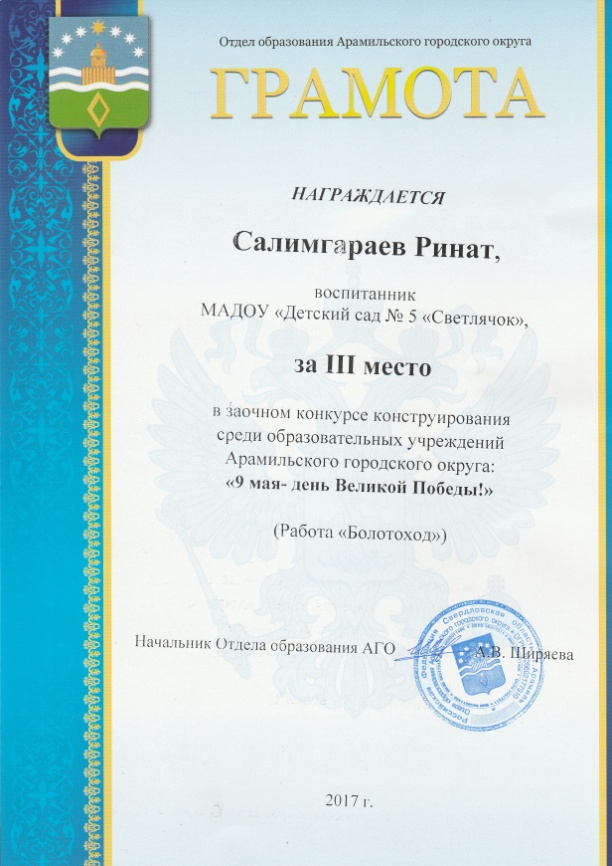 Отдел образования Арамильского городского округа
ГРАМОТА
НАГРАЖДАЕТСЯ
Салимгараев Ринат,
воспитанник
МАДОУ «Детский сад № 5 «Светлячок»,
за III место
в заочном конкурсе конструирования
среди образовательных учреждений
Арамильского городского округа:
«9 мая- день Великой Победы!»
(Работа «Болотоход»)
Начальник Отдела образования АГО
А.В. Ширяева
2017 г.